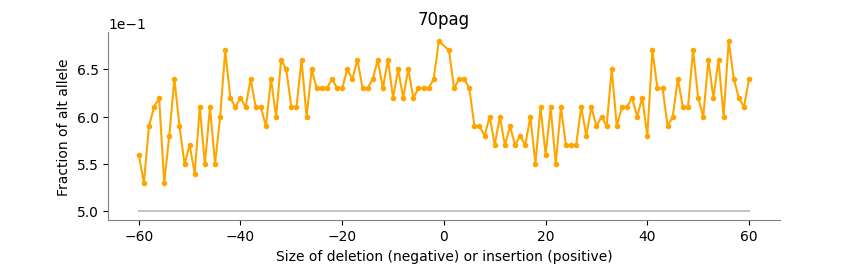 70pag
1e−1
Fraction of alt allele
6.5
6.0
5.5
5.0
−60 −40 −20 0 20 40 60
Size of deletion (negative) or insertion (positive)